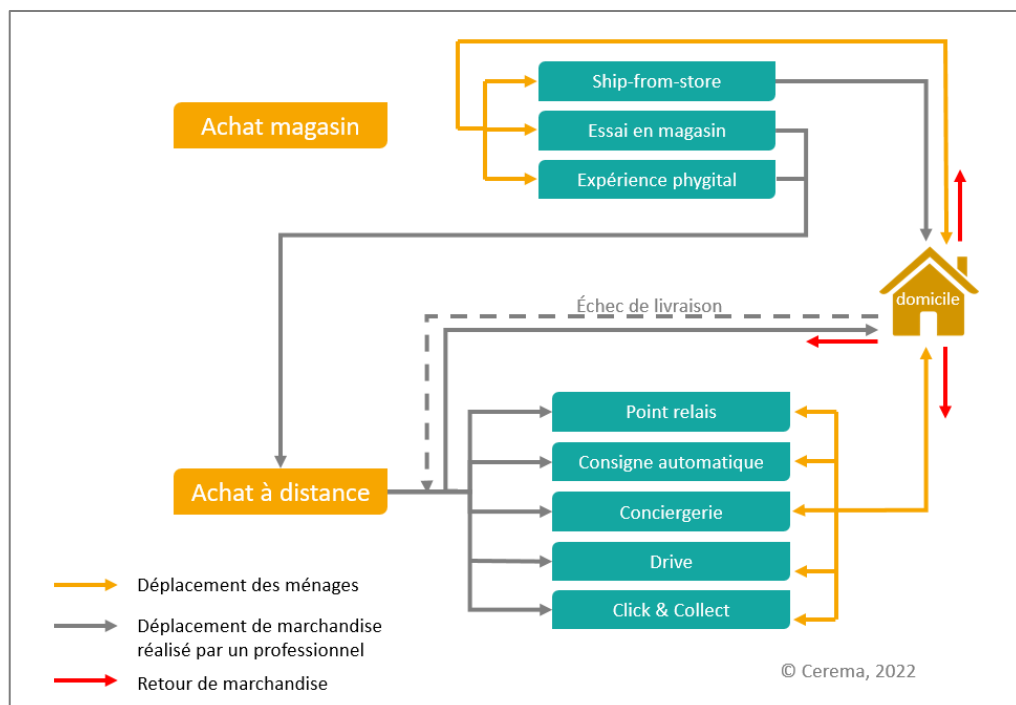 Achat magasin
Ship-from-store
Essai en magasin
Expérience phygital
domicile
Échec de livraison
Achat à distance
Point relais
Consigne automatique
Conciergerie
Drive
Click & Collect
Déplacement des ménages
Déplacement de marchandise
réalisé par un professionnel
Retour de marchandise
© Cerema, 2022